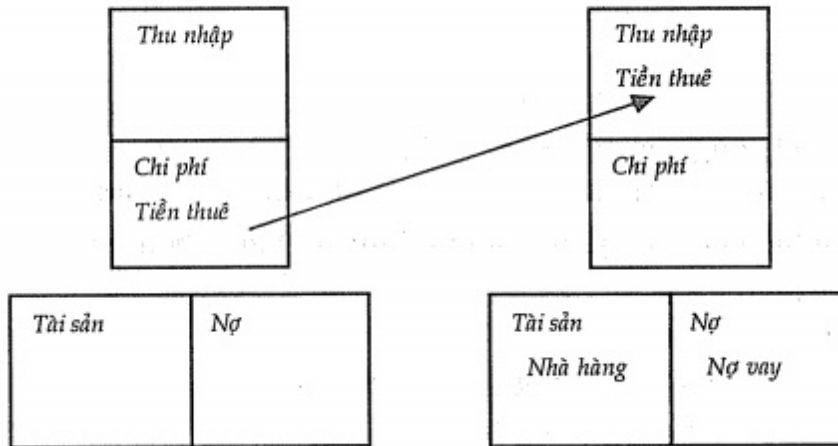 Thu nhập
Chi phí
Tiền thuê
Tài sản
Nợ
Thu nhập
Tiền thuê
Chi phí
Tài sản
Nhà hàng
Nợ
Nợ vay